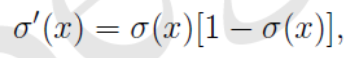 σ′(x) = σ(x)[1 − σ(x)],